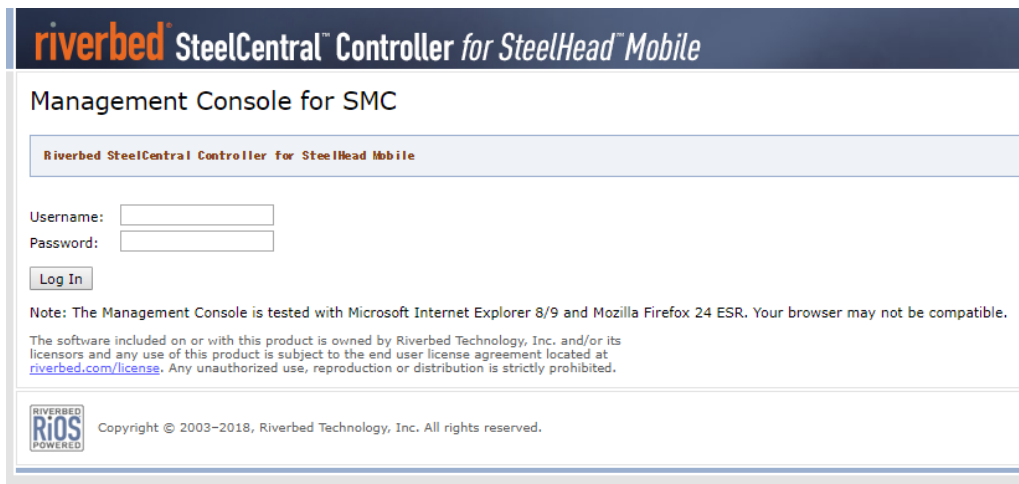 riverbed® SteelCentral™ Controller for SteelHead™ Mobile
Management Console for SMC
Riverbed SteelCentral Controller for SteelHead Mobile
Username:
Password:
Log In
Note: The Management Console is tested with Microsoft Internet Explorer 8/9 and Mozilla Firefox 24 ESR. Your browser may not be compatible.
The software included on or with this product is owned by Riverbed Technology, Inc. and/or its
licensors and any use of this product is subject to the end user license agreement located at
riverbed.com/license. Any unauthorized use, reproduction or distribution is strictly prohibited.
RIVERBED
RiOS
POWERED
Copyright © 2003–2018, Riverbed Technology, Inc. All rights reserved.